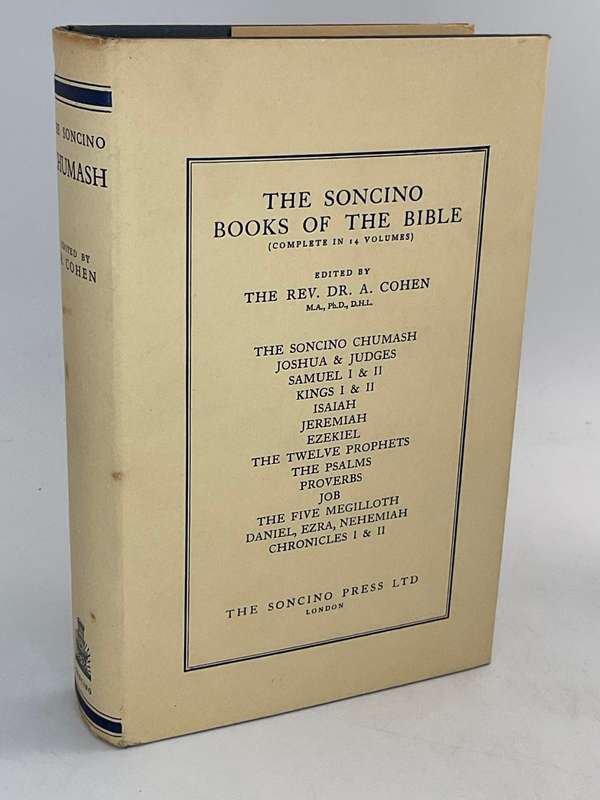 SONCINO
EDITED BY
COHEN
THE SONCINO
BOOKS OF THE BIBLE
(COMPLETE IN 14 VOLUMES)
EDITED BY
THE REV. DR. A. COHEN
M.A., Ph.D., D.H.L.
THE SONCINO CHUMASH
JOSHUA & JUDGES
SAMUEL I & II
KINGS I & II
ISAIAH
JEREMIAH
EZEKIEL
THE TWELVE PROPHETS
THE PSALMS
PROVERBS
JOB
THE FIVE MEGILLOTH
DANIEL, EZRA, NEHEMIAH
CHRONICLES I & II
THE SONCINO PRESS LTD
LONDON